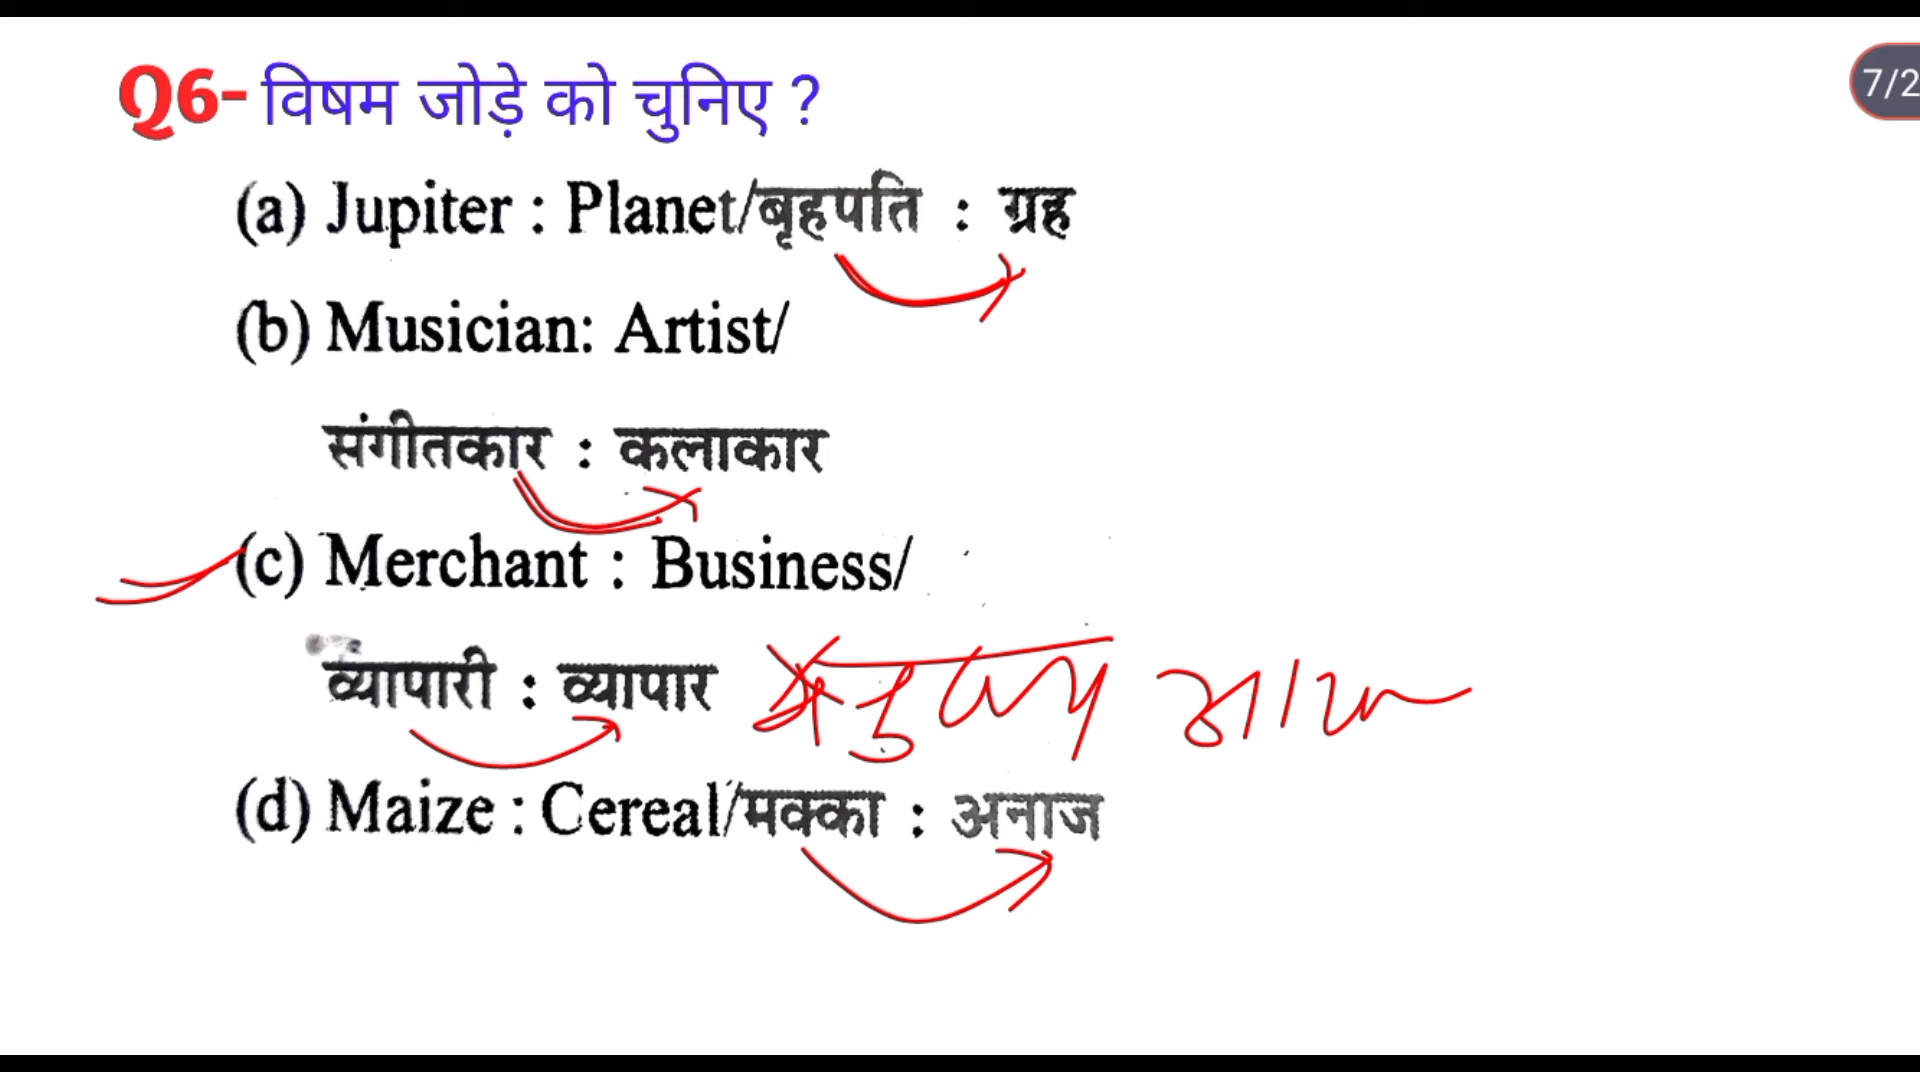 Q6- विषम जोड़े को चुनिए ?
7/2
(a) Jupiter : Planet/बृहपति : ग्रह
(b) Musician: Artist/
संगीतकार : कलाकार
(c) Merchant : Business/
व्यापारी : व्यापार
(d) Maize : Cereal/मक्का : अनाज